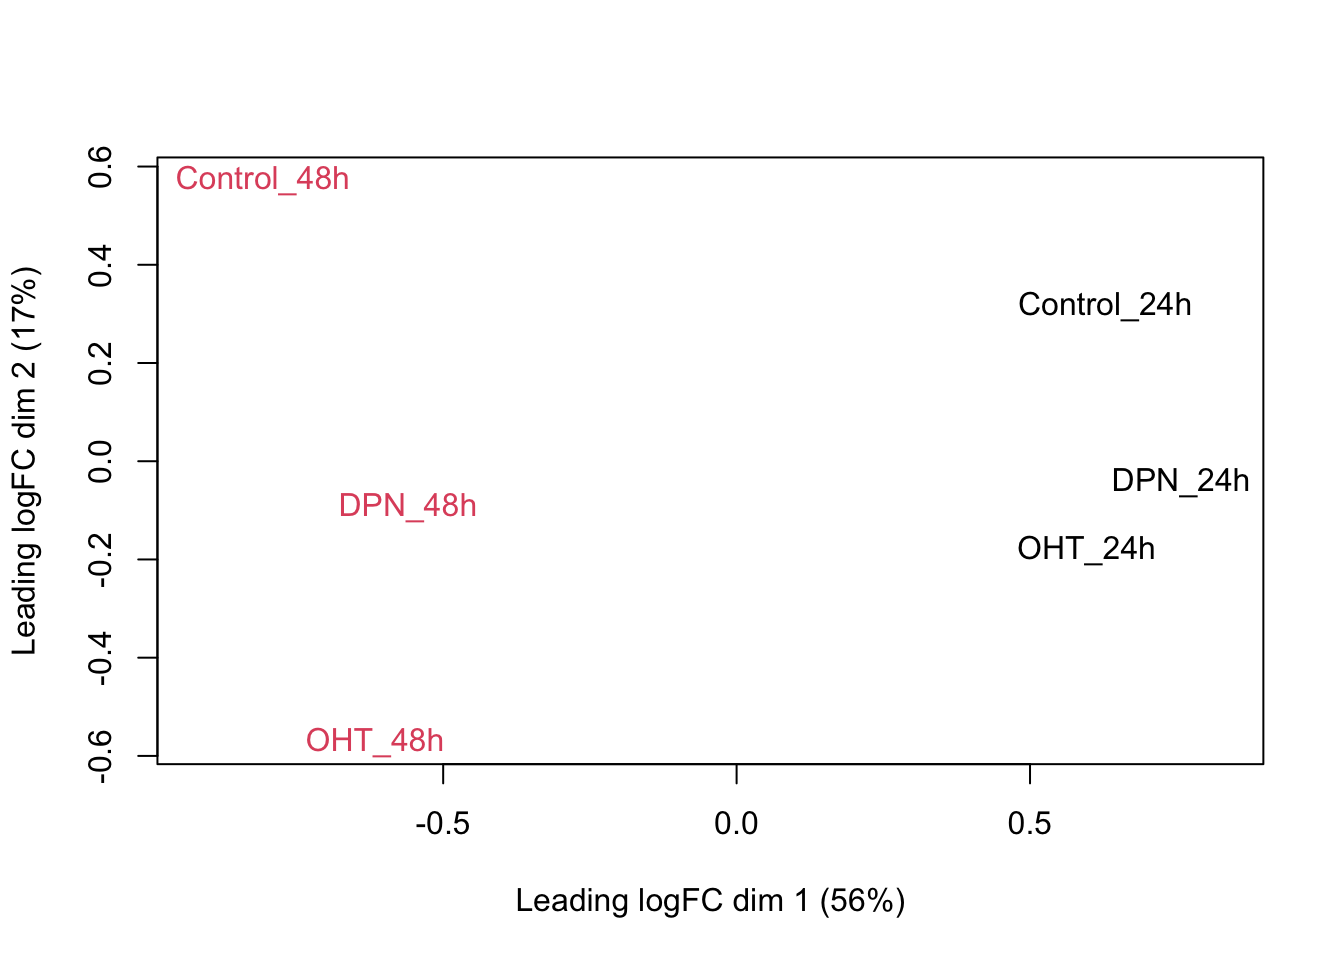 Control_48h
Control_24h
DPN_24h
DPN_48h
OHT_24h
OHT_48h
0.6
0.4
0.2
0.0
-0.2
-0.4
-0.6
Leading logFC dim 2 (17%)
-0.5 0.0 0.5
Leading logFC dim 1 (56%)